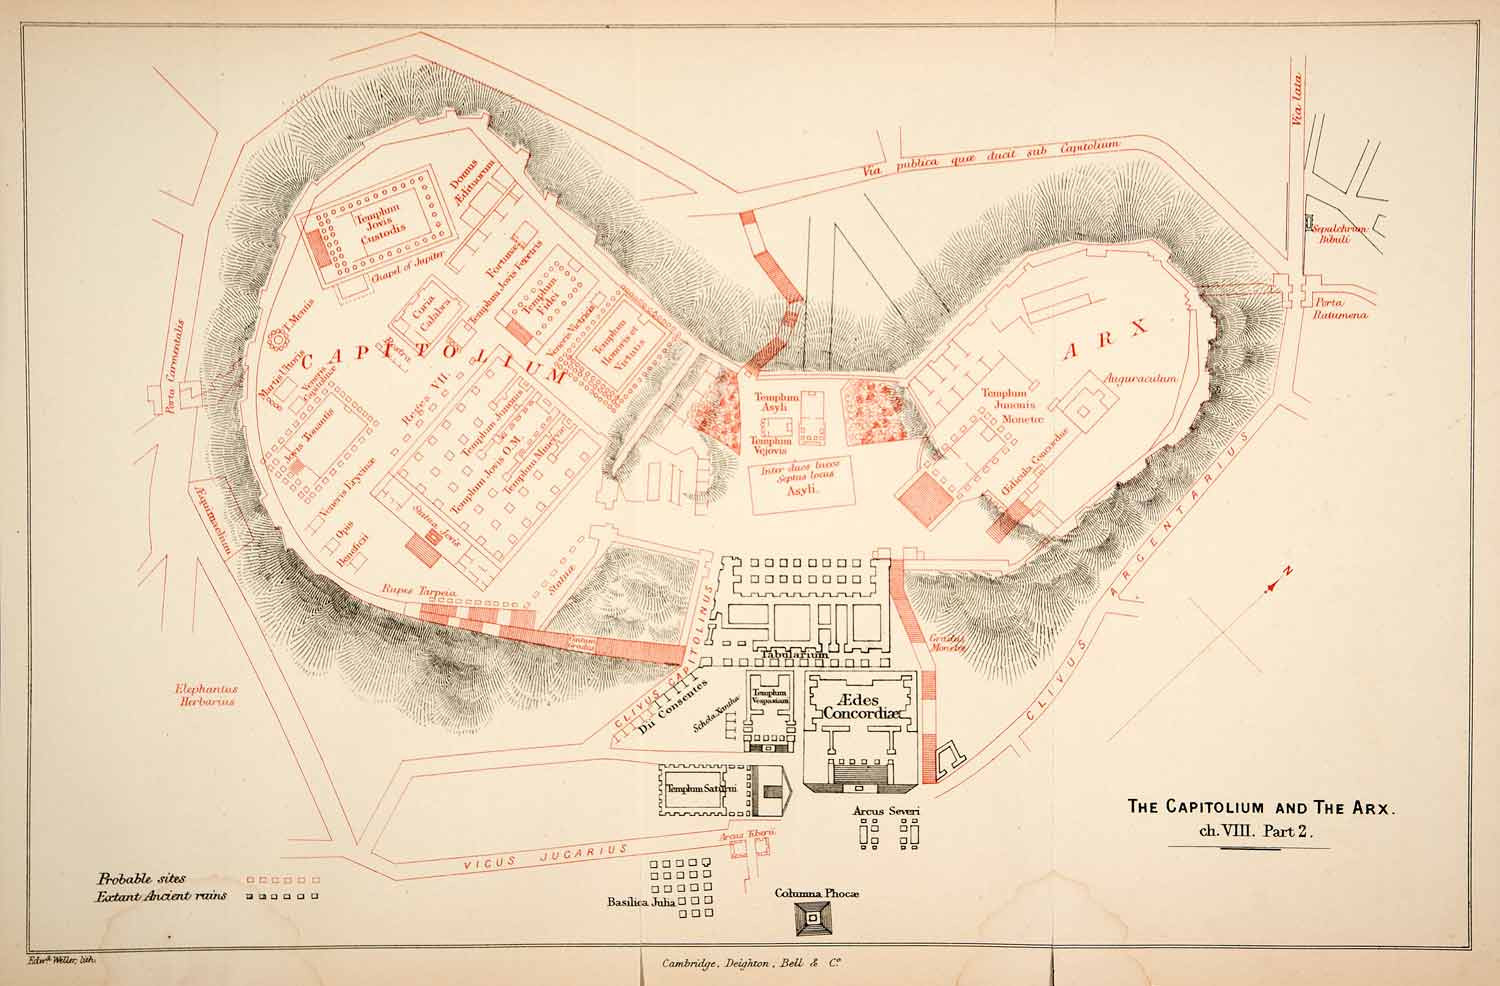 Via lata
Via publica quæ ducit sub Capitolium
Domus
Ædituorum
Templum
Jovis
Custodis
Chapel of Jupiter
Sepulchrum
Bibuli
Porta
Ratumena
Fortunæ
Templum Jovis Feretris
Templum
Fidei
Curia
Calabra
Rostra
T. Mentis
Veneris Victricis
Templum
Honoris et
Virtutis
CAPITOLIUM
ARX
Porta Carmentalis
Martis Ultoris
Veneris
Capitolinæ
Reges VII.
Jovis Tonantis
Templum Junonis
Templum Jovis O.M.
Templum Minervæ
Veneris Erycinæ
Opis
Beneficii
Statua Jovis
Æquimaelium
Templum
Asyli
Templum
Vejovis
Inter duos lucos
Septus locus
Asyli.
Auguraculum
Templum
Junonis
Monetæ
Ædicula Concordiæ
CLIVUS ARGENTARIUS
N
Rupes Tarpeia
Statuæ
Centum
Gradus
CLIVUS CAPITOLINUS
Gradus
Monetæ
Tabularium
Elephantus
Herbarius
Dii Consentes
Schola Xantha
Templum
Vespasiani
Ædes
Concordiæ
Templum Saturni
Arcus Severi
THE CAPITOLIUM AND THE ARX.
ch. VIII. Part 2.
VICUS JUGARIUS
Arcus Tiberii
Basilica Julia
Columna Phocæ
Probable sites
Extant Ancient ruins
Edwd. Weller, lith.
Cambridge, Deighton, Bell & Co.